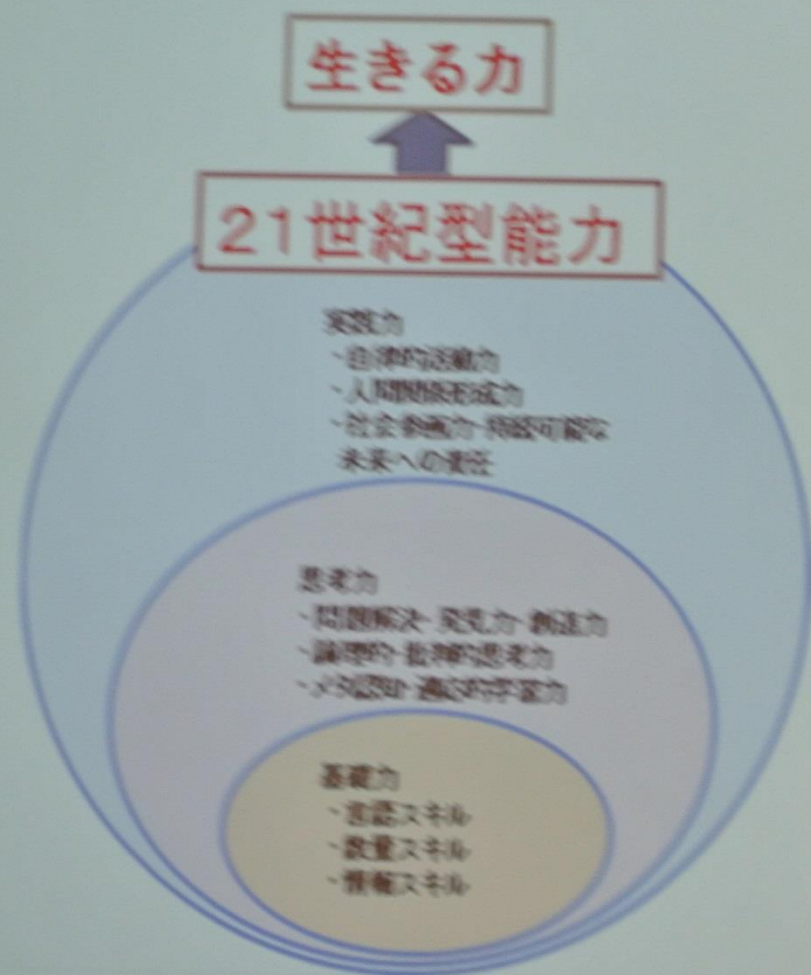 生きる力
21世紀型能力
実践力
・自律的活動力
・人間関係形成力
・社会参画力・持続可能な
未来への責任
思考力
・問題解決・発見力・創造力
・論理的・批判的思考力
・メタ認知・適応的学習力
基礎力
・言語スキル
・数量スキル
・情報スキル